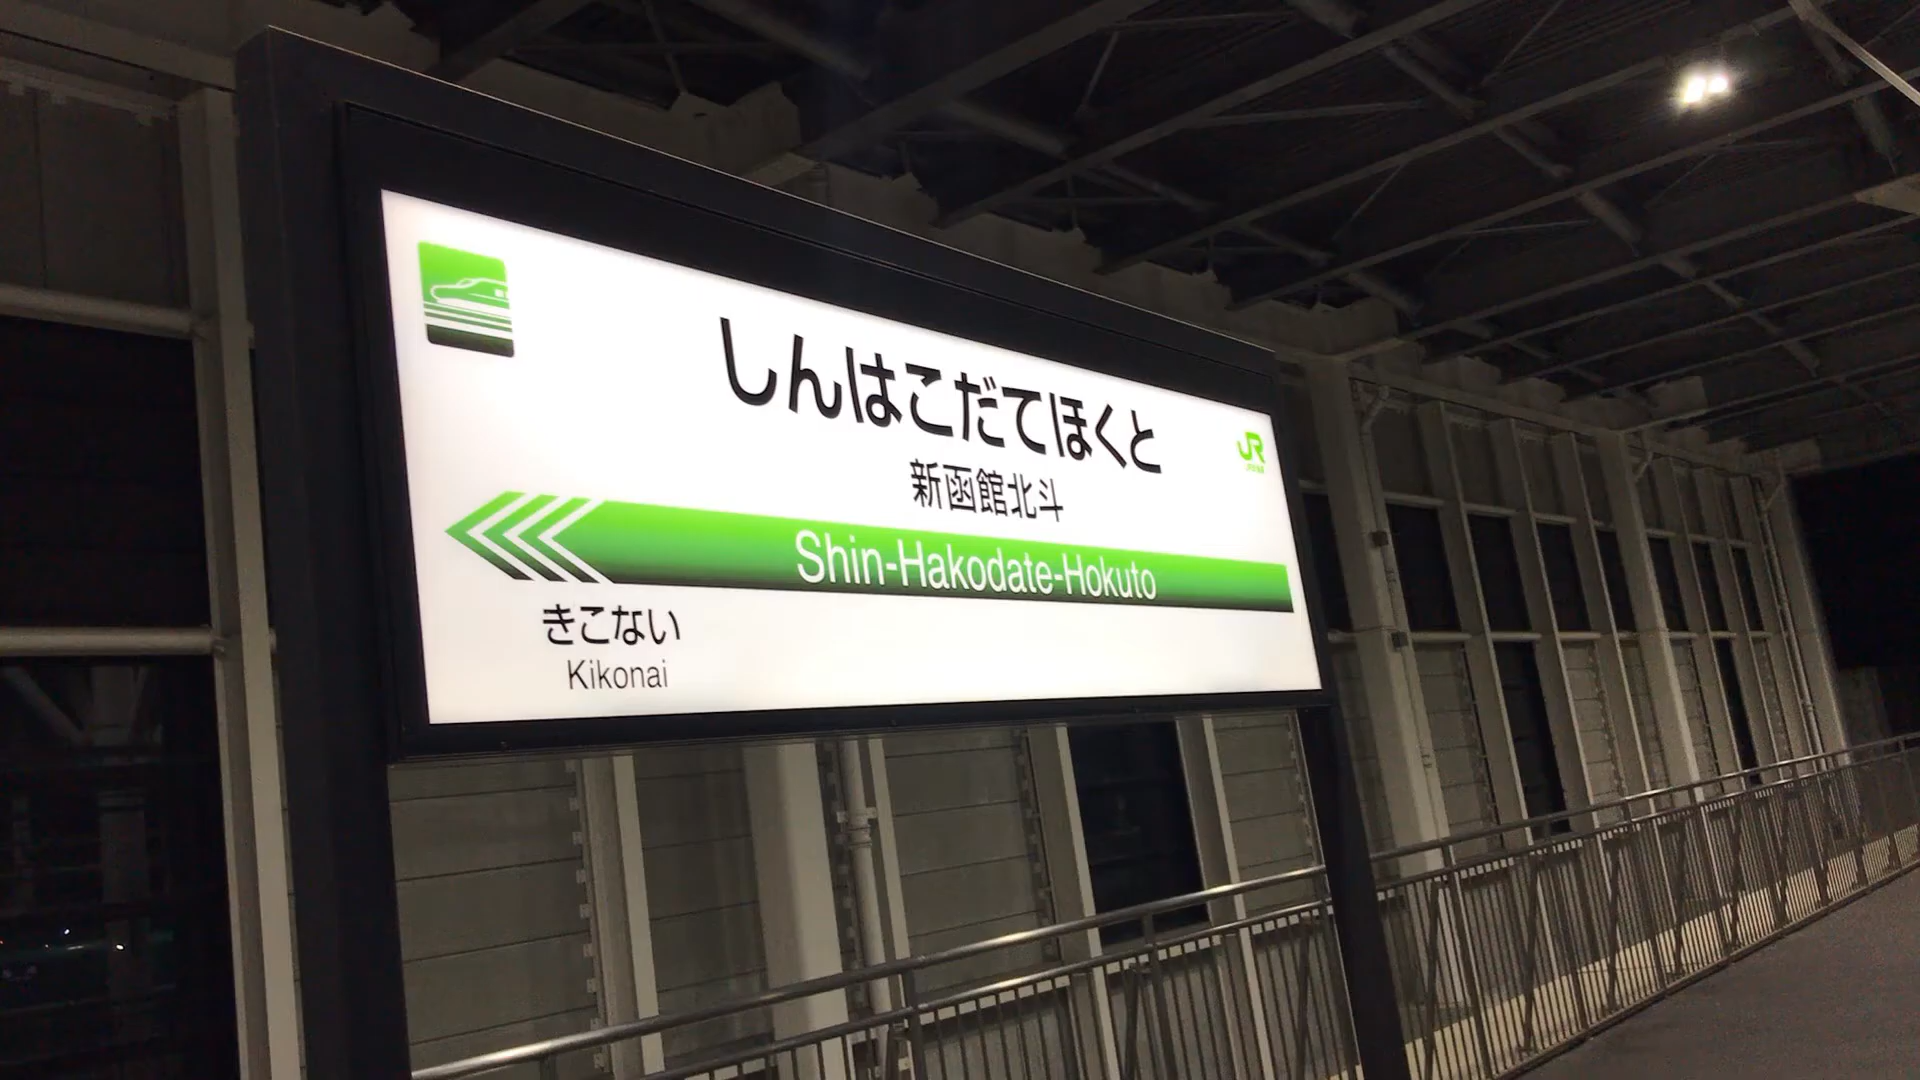 しんはこだてほくと
JR
新函館北斗
Shin-Hakodate-Hokuto
きこない
Kikonai